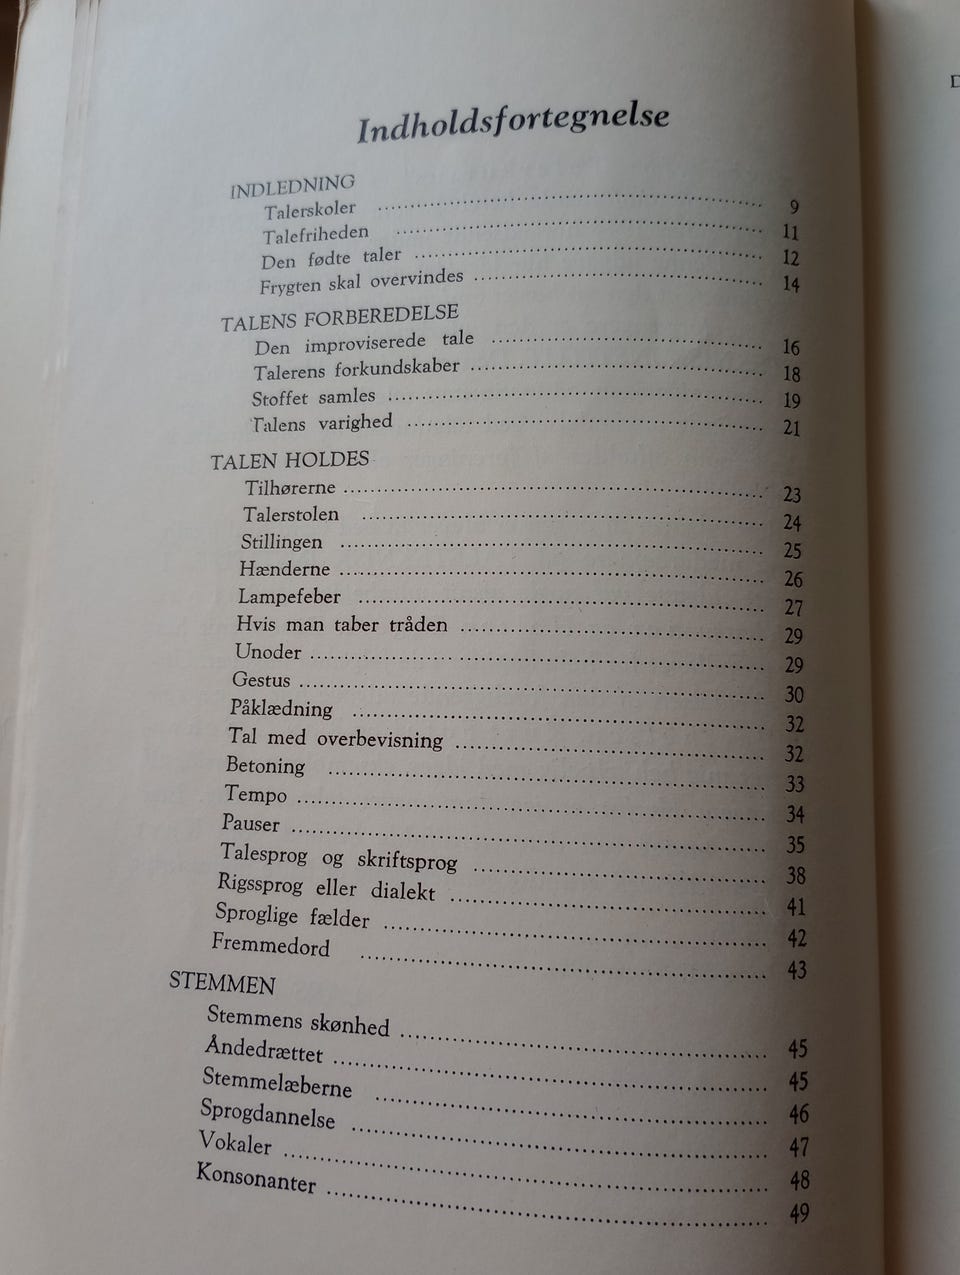 Indholdsfortegnelse
INDLEDNING
Talerskoler 9
Talefriheden 11
Den fødte taler 12
Frygten skal overvindes 14
TALENS FORBEREDELSE
Den improviserede tale 16
Talerens forkundskaber 18
Stoffet samles 19
Talens varighed 21
TALEN HOLDES
Tilhørerne 23
Talerstolen 24
Stillingen 25
Hænderne 26
Lampefeber 27
Hvis man taber tråden 29
Unoder 29
Gestus 30
Påklædning 32
Tal med overbevisning 32
Betoning 33
Tempo 34
Pauser 35
Talesprog og skriftsprog 38
Rigssprog eller dialekt 41
Sproglige fælder 42
Fremmedord 43
STEMMEN
Stemmens skønhed 45
Åndedrættet 45
Stemmelæberne 46
Sprogdannelse 47
Vokaler 48
Konsonanter 49